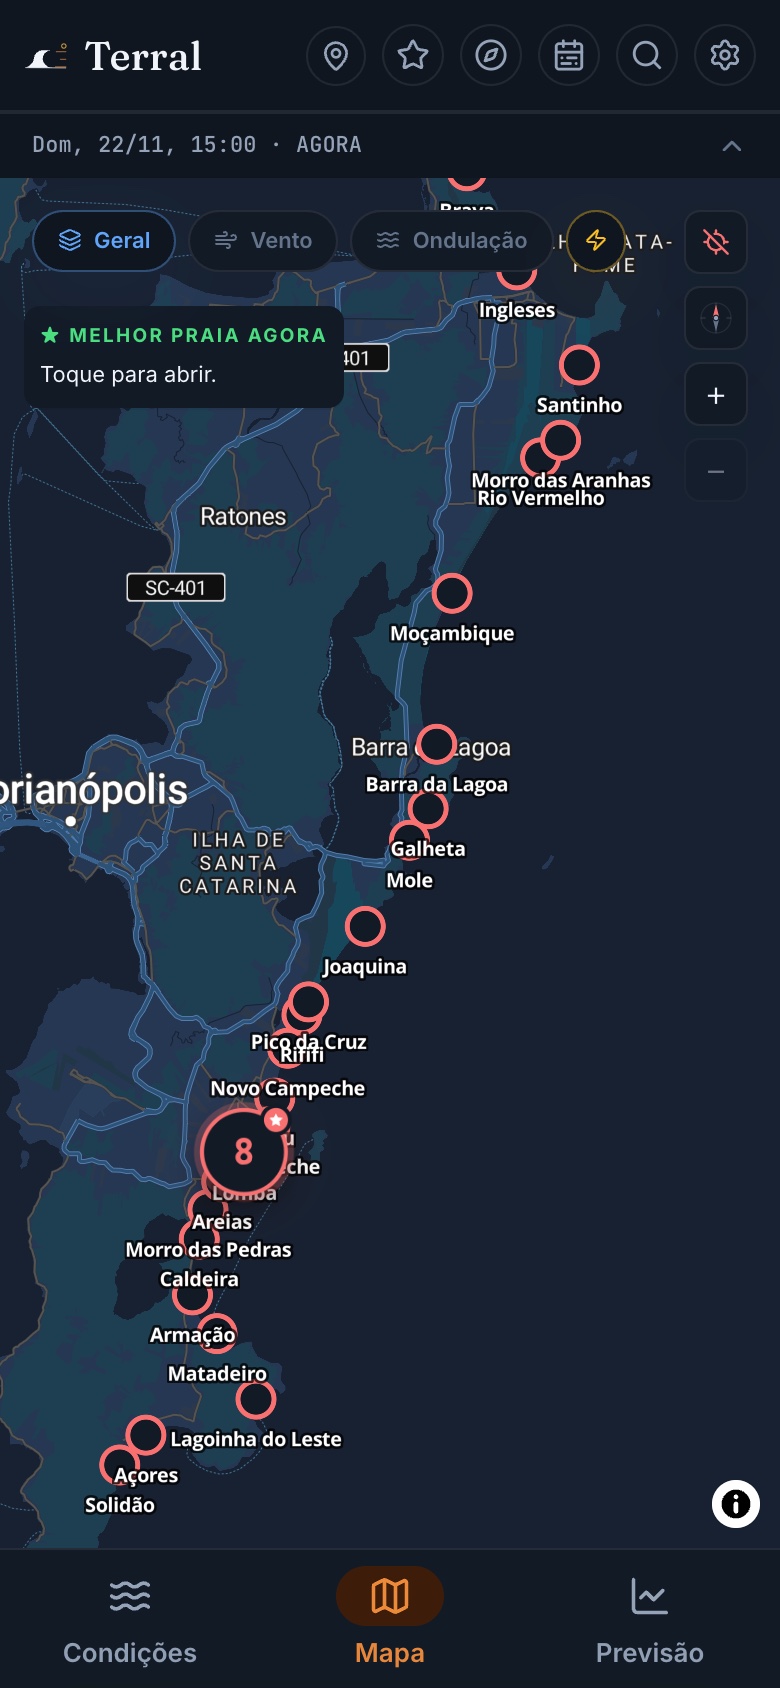 Terral
Dom, 22/11, 15:00 · AGORA
Geral
Vento
Ondulação
Ingleses
MELHOR PRAIA AGORA
Toque para abrir.
401
Santinho
Morro das Aranhas
Rio Vermelho
Ratones
SC-401
Moçambique
Barra da Lagoa
Galheta
Mole
orianópolis
ILHA DE
SANTA
CATARINA
Joaquina
Pico da Cruz
Rififi
Novo Campeche
8
Lomba
Areias
Morro das Pedras
Caldeira
Armação
Matadeiro
Lagoinha do Leste
Açores
Solidão
Condições
Mapa
Previsão